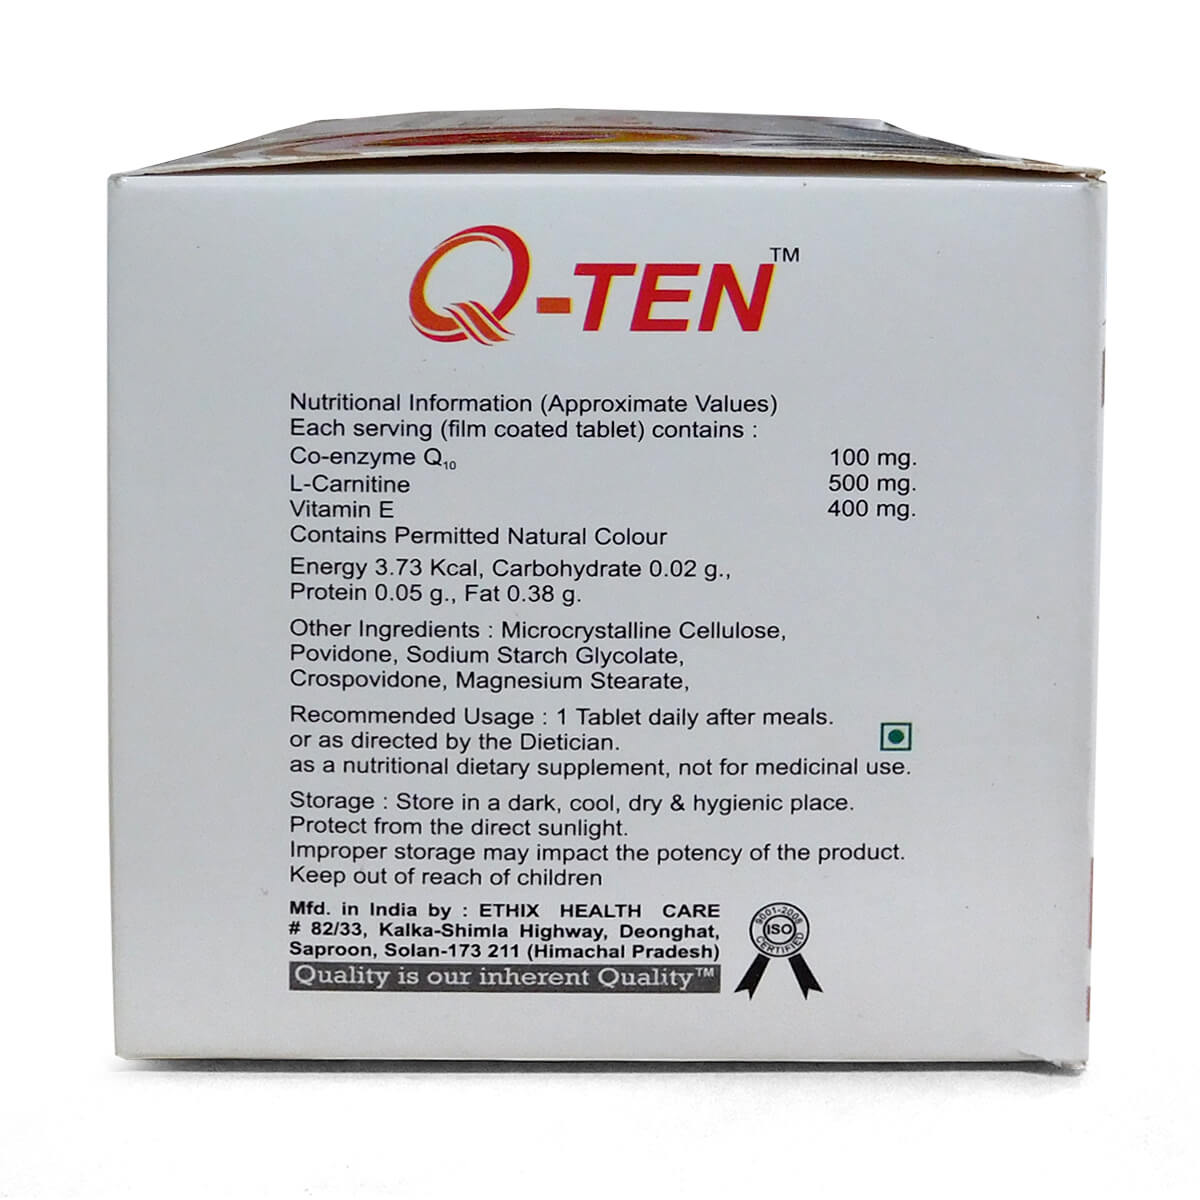 Q-TEN™
Nutritional Information (Approximate Values)
Each serving (film coated tablet) contains :
Co-enzyme Q₁₀ 100 mg.
L-Carnitine 500 mg.
Vitamin E 400 mg.
Contains Permitted Natural Colour
Energy 3.73 Kcal, Carbohydrate 0.02 g.,
Protein 0.05 g., Fat 0.38 g.
Other Ingredients : Microcrystalline Cellulose,
Povidone, Sodium Starch Glycolate,
Crospovidone, Magnesium Stearate,
Recommended Usage : 1 Tablet daily after meals.
or as directed by the Dietician.
as a nutritional dietary supplement, not for medicinal use.
Storage : Store in a dark, cool, dry & hygienic place.
Protect from the direct sunlight.
Improper storage may impact the potency of the product.
Keep out of reach of children
Mfd. in India by : ETHIX HEALTH CARE
# 82/33, Kalka-Shimla Highway, Deonghat,
Saproon, Solan-173 211 (Himachal Pradesh)
Quality is our inherent Quality™
9001-2008
ISO
CERTIFIED